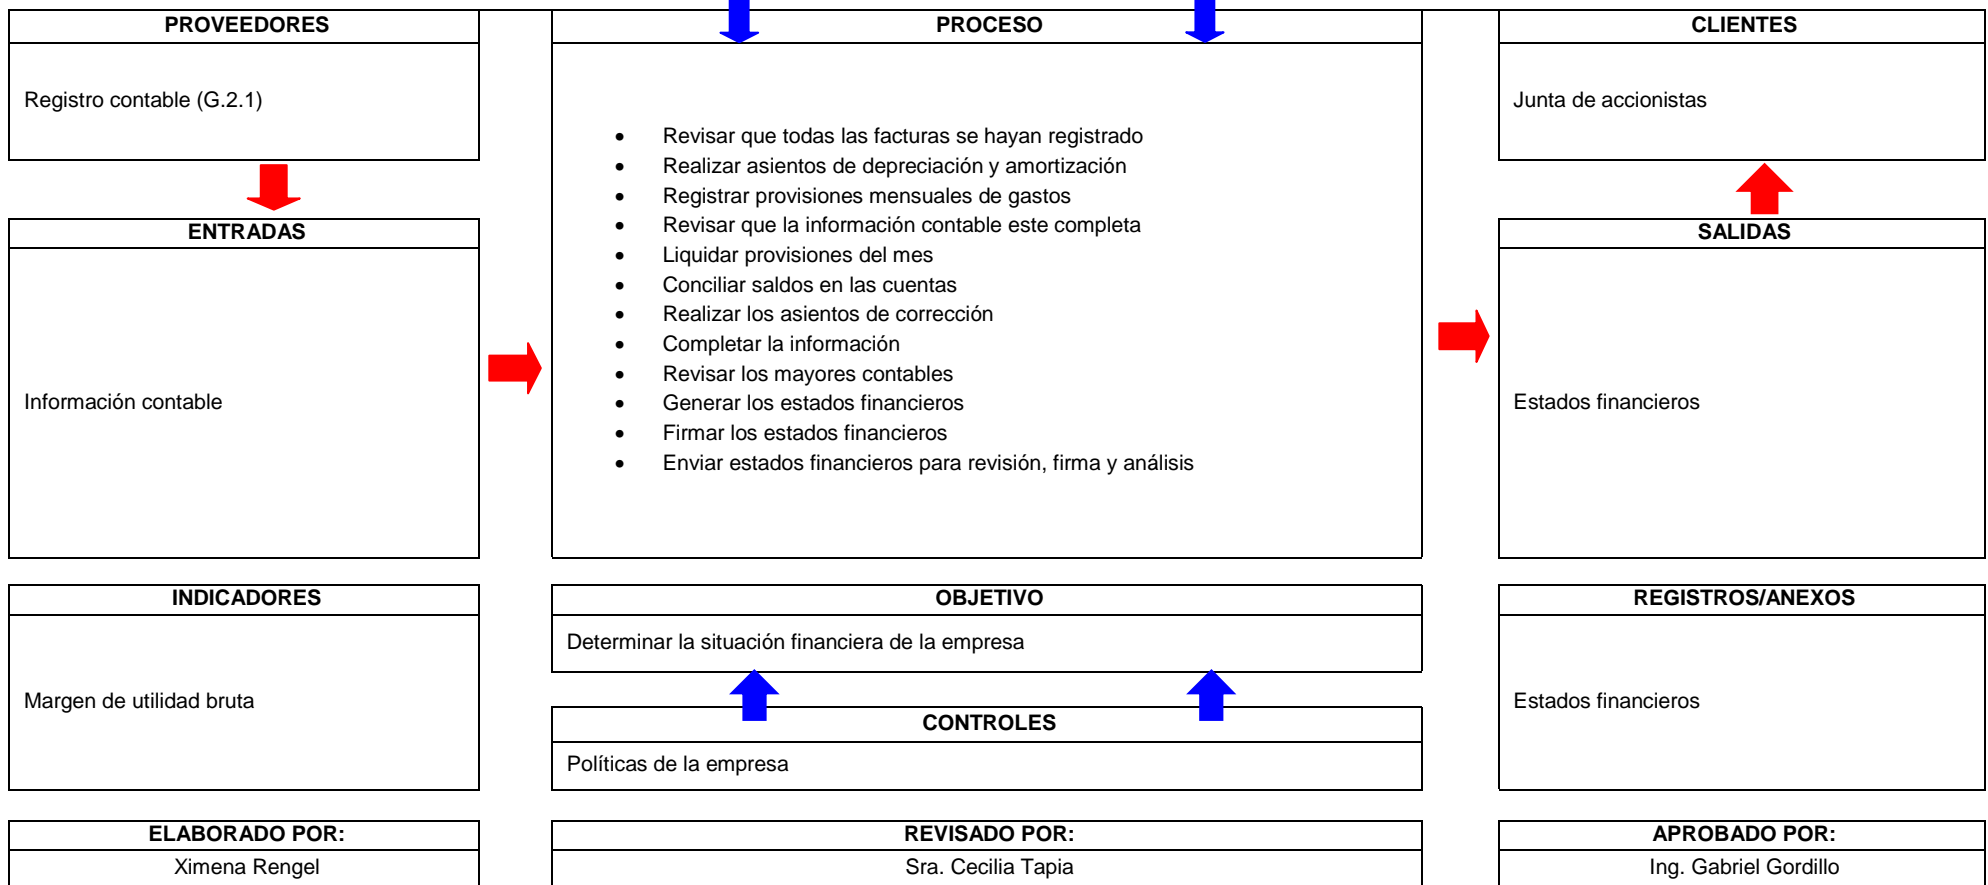 PROVEEDORES
Registro contable (G.2.1)
ENTRADAS
Información contable
PROCESO
• Revisar que todas las facturas se hayan registrado
• Realizar asientos de depreciación y amortización
• Registrar provisiones mensuales de gastos
• Revisar que la información contable este completa
• Liquidar provisiones del mes
• Conciliar saldos en las cuentas
• Realizar los asientos de corrección
• Completar la información
• Revisar los mayores contables
• Generar los estados financieros
• Firmar los estados financieros
• Enviar estados financieros para revisión, firma y análisis
CLIENTES
Junta de accionistas
SALIDAS
Estados financieros
INDICADORES
Margen de utilidad bruta
OBJETIVO
Determinar la situación financiera de la empresa
CONTROLES
Políticas de la empresa
REGISTROS/ANEXOS
Estados financieros
ELABORADO POR:
Ximena Rengel
REVISADO POR:
Sra. Cecilia Tapia
APROBADO POR:
Ing. Gabriel Gordillo